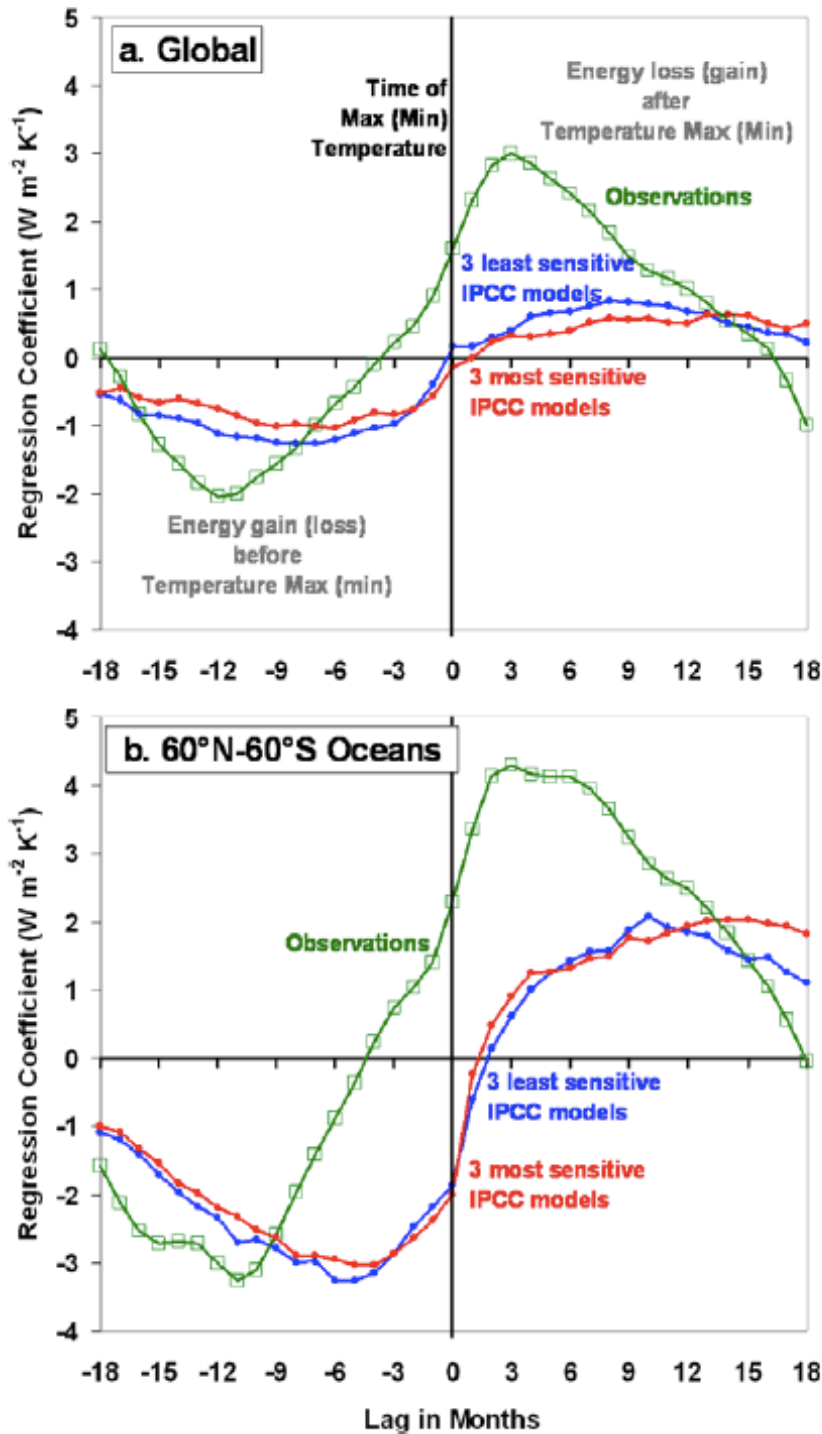 a. Global
Time of
Max (Min)
Temperature
Energy loss (gain)
after
Temperature Max (Min)
Observations
3 least sensitive
IPCC models
3 most sensitive
IPCC models
Energy gain (loss)
before
Temperature Max (min)
Regression Coefficient (W m⁻² K⁻¹)
5
4
3
2
1
0
-1
-2
-3
-4
-18 -15 -12 -9 -6 -3 0 3 6 9 12 15 18
b. 60°N-60°S Oceans
Observations
3 least sensitive
IPCC models
3 most sensitive
IPCC models
Regression Coefficient (W m⁻² K⁻¹)
5
4
3
2
1
0
-1
-2
-3
-4
-18 -15 -12 -9 -6 -3 0 3 6 9 12 15 18
Lag in Months